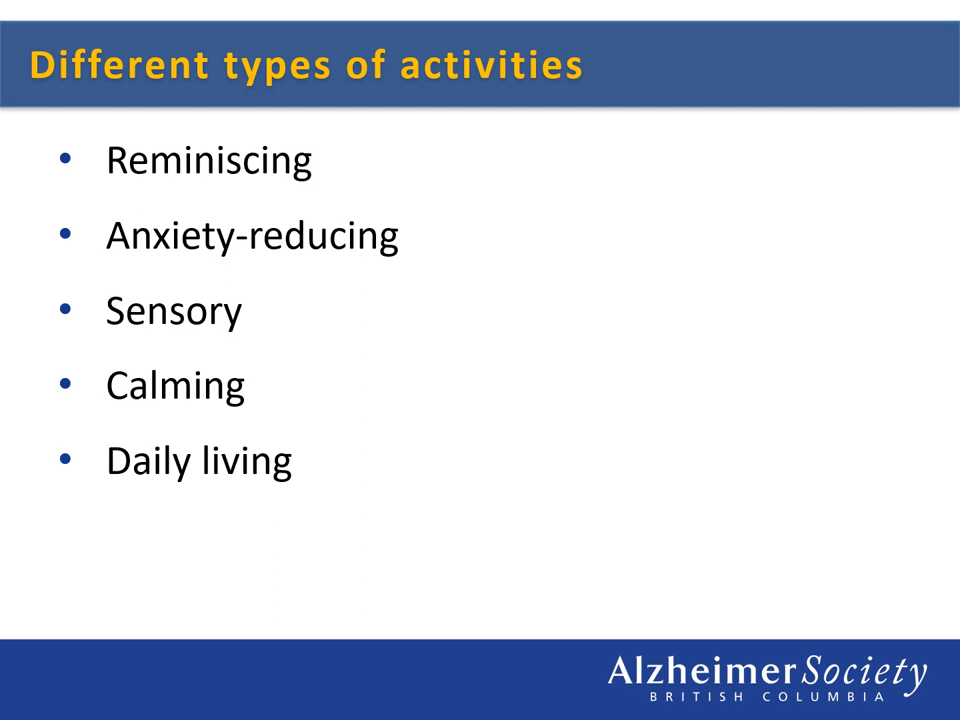 Different types of activities
• Reminiscing
• Anxiety-reducing
• Sensory
• Calming
• Daily living
Alzheimer Society
BRITISH COLUMBIA